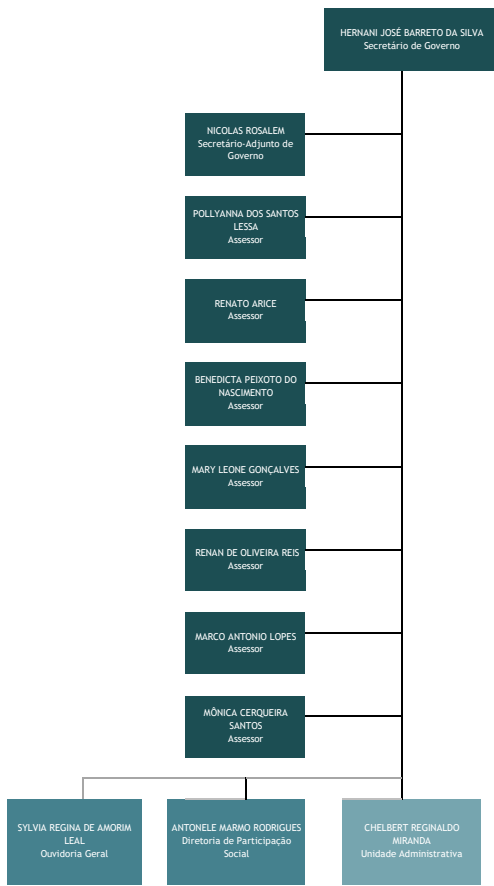 HERNANI JOSÉ BARRETO DA SILVA
Secretário de Governo
NICOLAS ROSALEM
Secretário-Adjunto de
Governo
POLLYANNA DOS SANTOS
LESSA
Assessor
RENATO ARICE
Assessor
BENEDICTA PEIXOTO DO
NASCIMENTO
Assessor
MARY LEONE GONÇALVES
Assessor
RENAN DE OLIVEIRA REIS
Assessor
MARCO ANTONIO LOPES
Assessor
MÔNICA CERQUEIRA
SANTOS
Assessor
SYLVIA REGINA DE AMORIM
LEAL
Ouvidoria Geral
ANTONELE MARMO RODRIGUES
Diretoria de Participação
Social
CHELBERT REGINALDO
MIRANDA
Unidade Administrativa